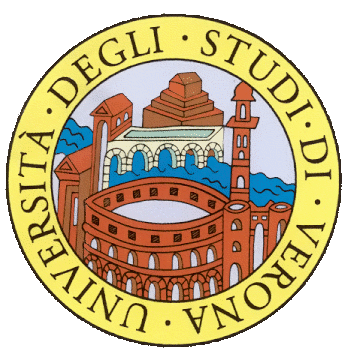 UNIVERSITÀ · DEGLI · STUDI · DI · VERONA ·